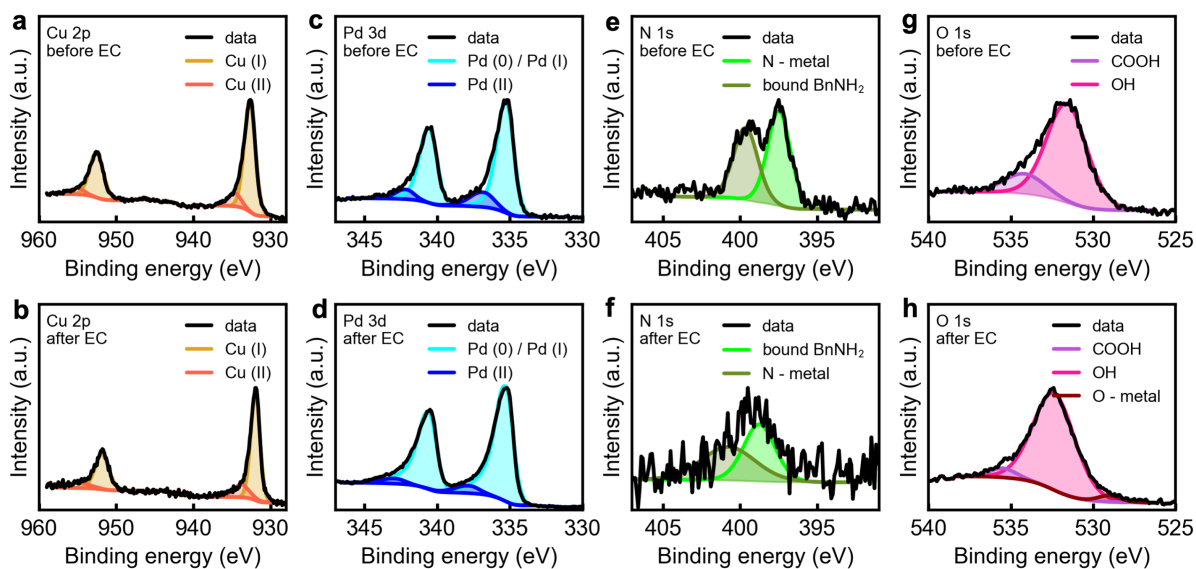 a
Cu 2p
before EC
data
Cu (I)
Cu (II)
Intensity (a.u.)
960 950 940 930
Binding energy (eV)
c
Pd 3d
before EC
data
Pd (0) / Pd (I)
Pd (II)
Intensity (a.u.)
345 340 335 330
Binding energy (eV)
e
N 1s
before EC
data
N - metal
bound BnNH₂
Intensity (a.u.)
405 400 395
Binding energy (eV)
g
O 1s
before EC
data
COOH
OH
Intensity (a.u.)
540 535 530 525
Binding energy (eV)
b
Cu 2p
after EC
data
Cu (I)
Cu (II)
Intensity (a.u.)
960 950 940 930
Binding energy (eV)
d
Pd 3d
after EC
data
Pd (0) / Pd (I)
Pd (II)
Intensity (a.u.)
345 340 335 330
Binding energy (eV)
f
N 1s
after EC
data
bound BnNH₂
N - metal
Intensity (a.u.)
405 400 395
Binding energy (eV)
h
O 1s
after EC
data
COOH
OH
O - metal
Intensity (a.u.)
540 535 530 525
Binding energy (eV)